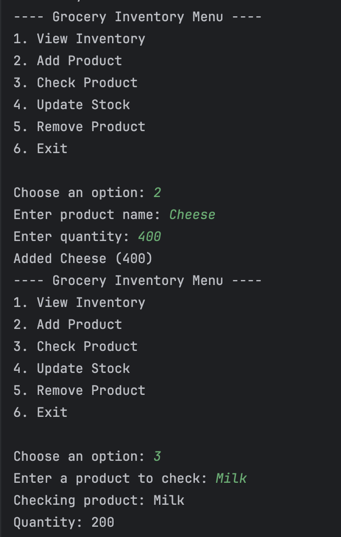 ---- Grocery Inventory Menu ----
1. View Inventory
2. Add Product
3. Check Product
4. Update Stock
5. Remove Product
6. Exit
Choose an option: 2
Enter product name: Cheese
Enter quantity: 400
Added Cheese (400)
---- Grocery Inventory Menu ----
1. View Inventory
2. Add Product
3. Check Product
4. Update Stock
5. Remove Product
6. Exit
Choose an option: 3
Enter a product to check: Milk
Checking product: Milk
Quantity: 200